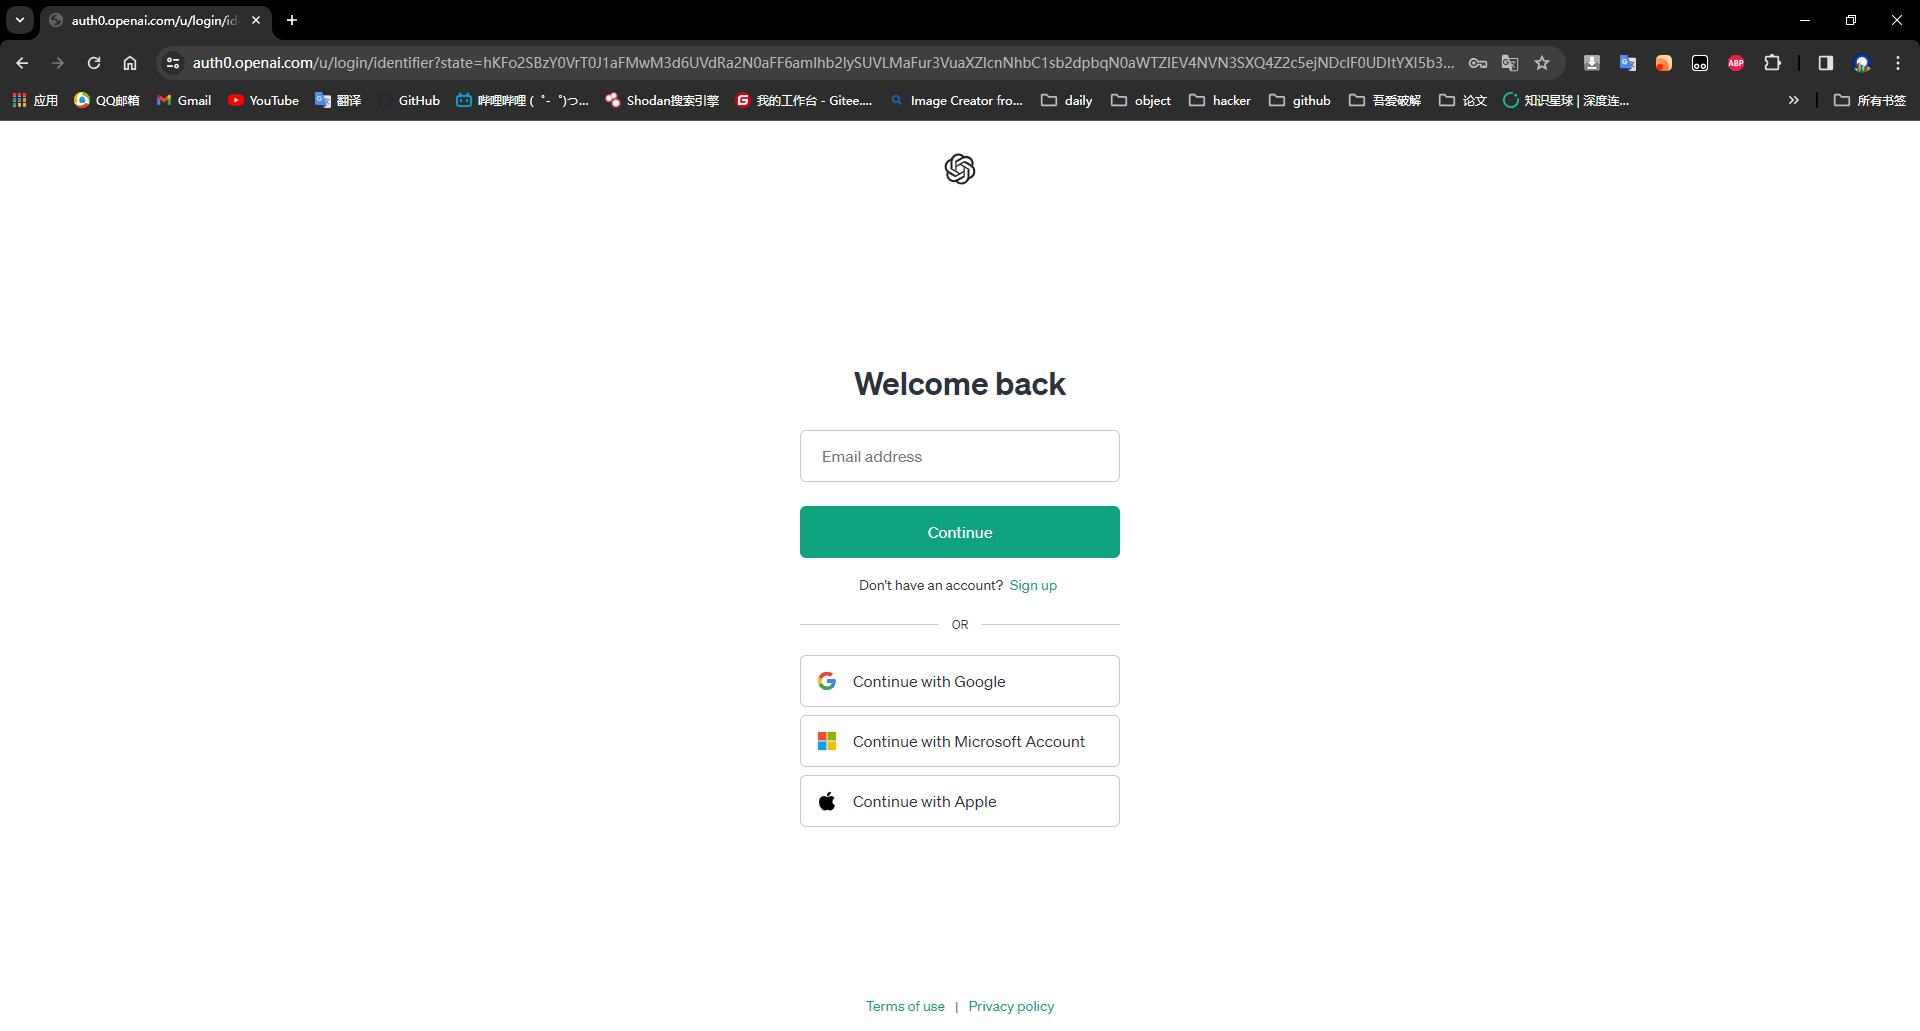 auth0.openai.com/u/login/id
auth0.openai.com/u/login/identifier?state=
应用 QQ邮箱 Gmail YouTube 翻译 GitHub 哔哩哔哩 ( ゜- ゜)つ... Shodan搜索引擎 我的工作台 - Gitee.... Image Creator fro... daily object hacker github 吾爱破解 论文 知识星球 | 深度连... 所有书签
Welcome back
Email address
Continue
Don't have an account? Sign up
OR
Continue with Google
Continue with Microsoft Account
Continue with Apple
Terms of use | Privacy policy